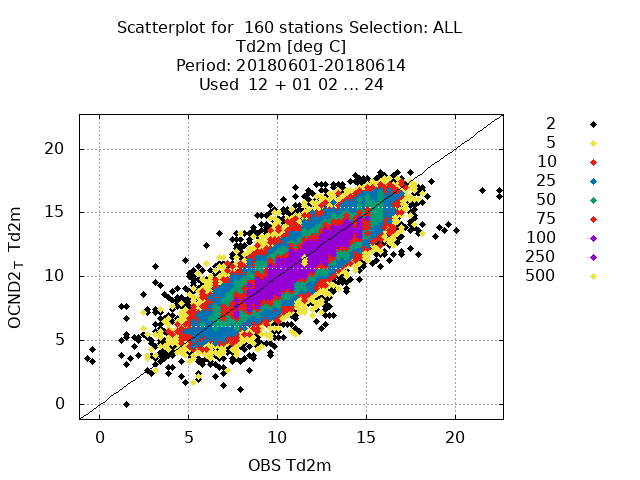 Scatterplot for  160 stations Selection: ALL
Td2m [deg C]
Period: 20180601-20180614
Used  12 + 01 02 ... 24
2
5
10
25
50
75
100
250
500
20
15
10
5
0
OCND2_T Td2m
0 5 10 15 20
OBS Td2m